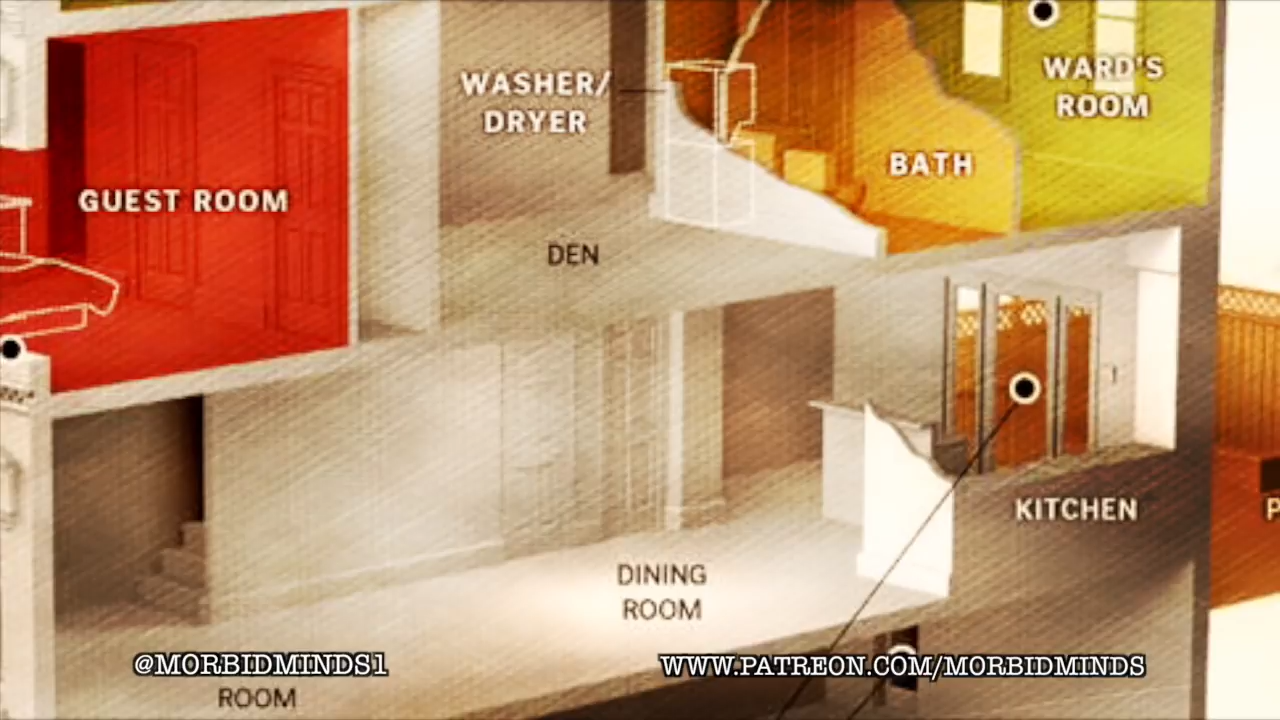 WASHER/
DRYER
WARD'S
ROOM
BATH
GUEST ROOM
DEN
KITCHEN
P
DINING
ROOM
@MORBIDMINDS1
WWW.PATREON.COM/MORBIDMINDS
ROOM